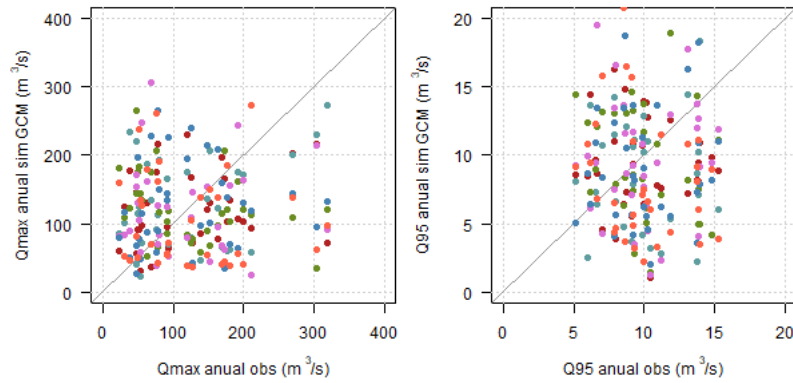 400
300
200
100
0
Qmax anual sim GCM (m ³/s)
0 100 200 300 400
Qmax anual obs (m ³/s)
20
15
10
5
0
Q95 anual sim GCM (m ³/s)
0 5 10 15 20
Q95 anual obs (m ³/s)